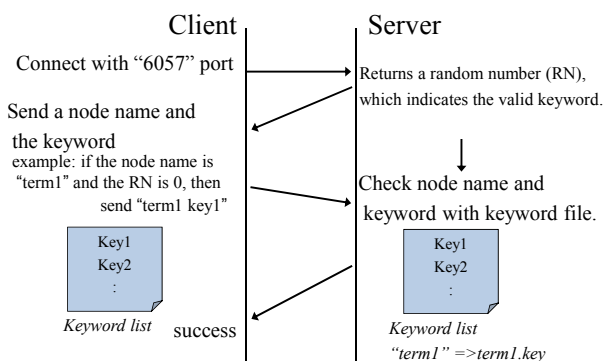 Client
Server
Connect with “6057” port
Returns a random number (RN),
which indicates the valid keyword.
Send a node name and
the keyword
example: if the node name is
“term1” and the RN is 0, then
send “term1 key1”
Check node name and
keyword with keyword file.
Key1
Key2
:
Keyword list
success
Key1
Key2
:
Keyword list
“term1” =>term1.key